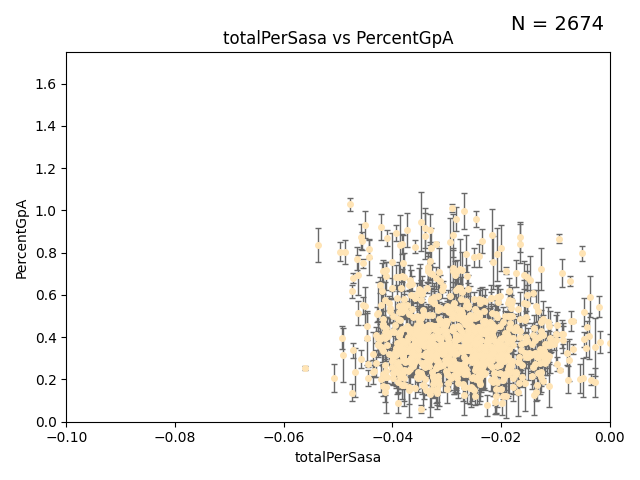 N = 2674
totalPerSasa vs PercentGpA
PercentGpA
1.6
1.4
1.2
1.0
0.8
0.6
0.4
0.2
0.0
−0.10 −0.08 −0.06 −0.04 −0.02 0.00
totalPerSasa